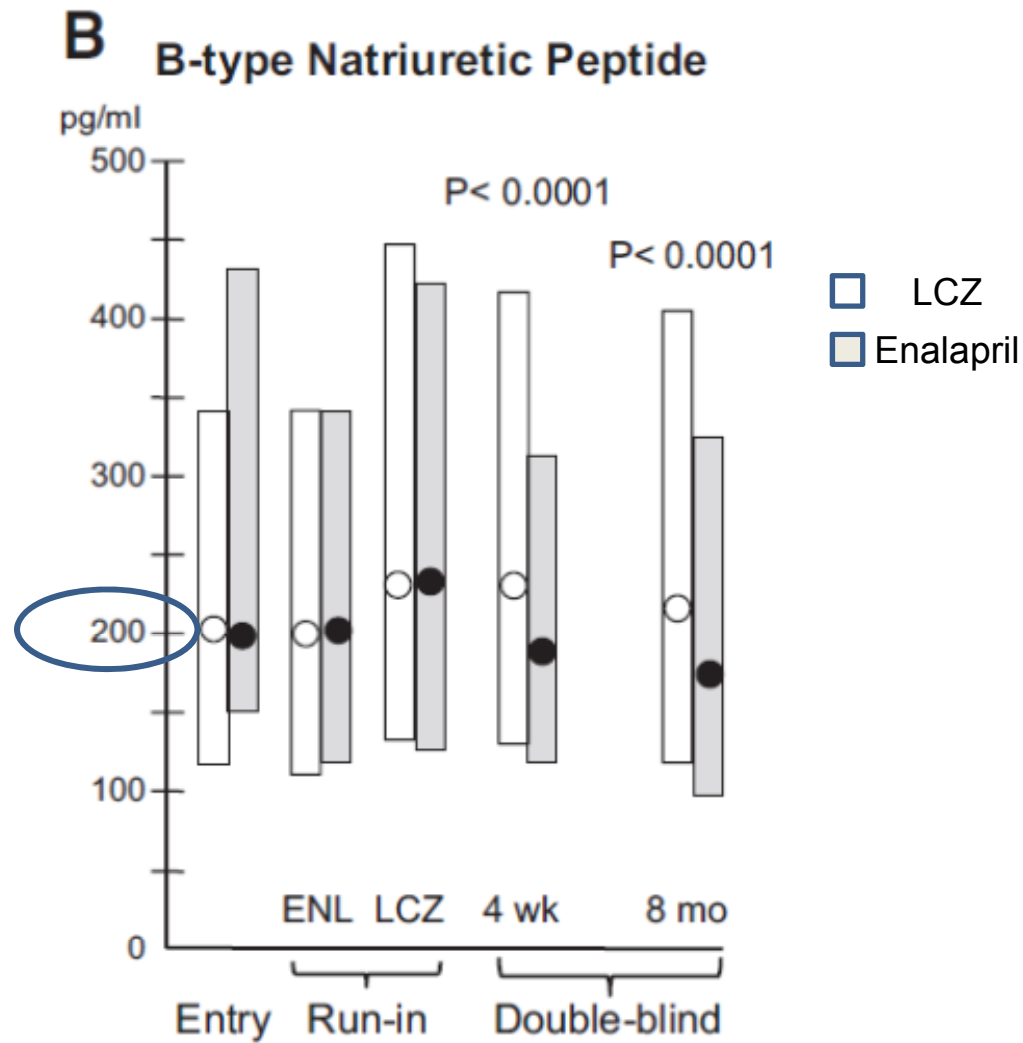 B B-type Natriuretic Peptide
pg/ml
500
P< 0.0001
P< 0.0001
LCZ
400
Enalapril
300
200
100
ENL LCZ 4 wk 8 mo
0
Entry Run-in Double-blind